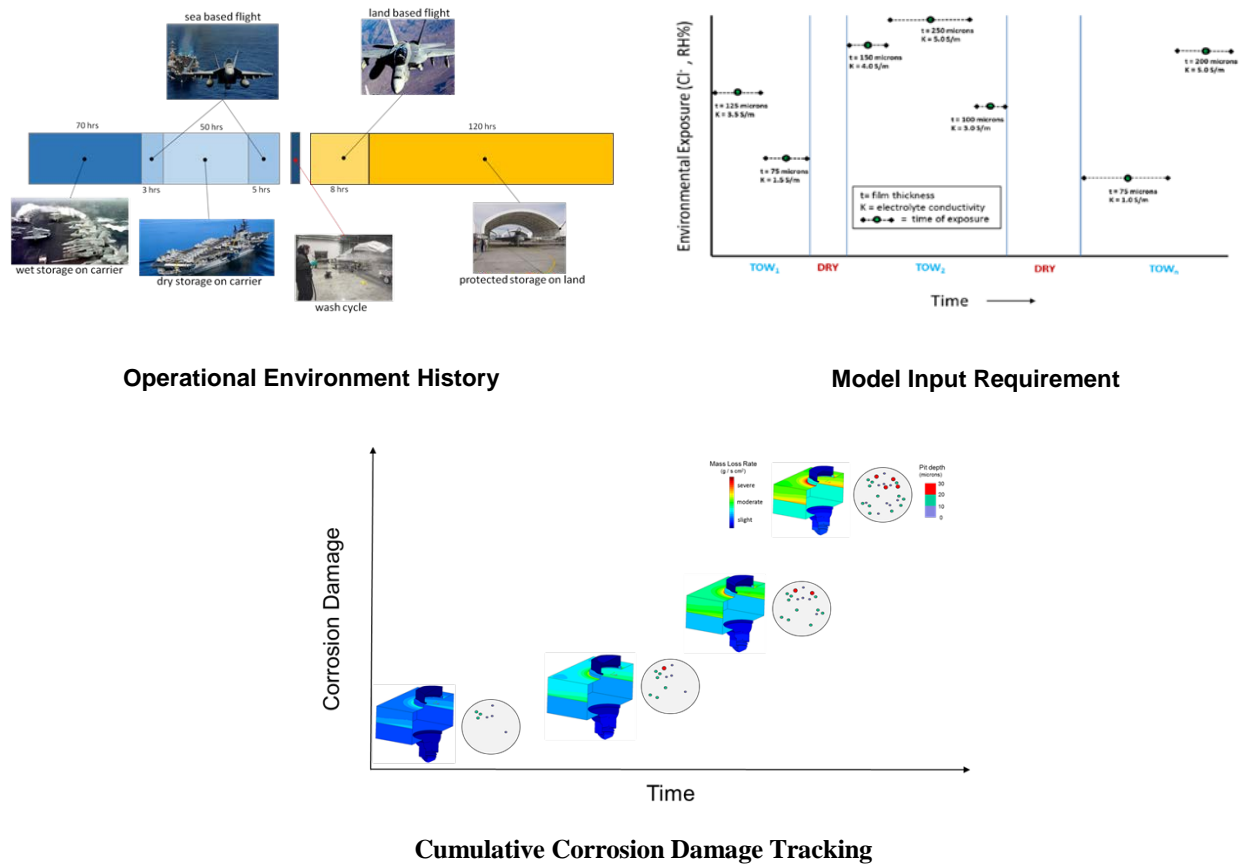 sea based flight
land based flight
70 hrs
50 hrs
120 hrs
3 hrs
5 hrs
8 hrs
wet storage on carrier
dry storage on carrier
wash cycle
protected storage on land
Operational Environment History
Environmental Exposure (Cl⁻, RH%)
t = 125 microns
K = 3.5 S/m
t = 75 microns
K = 1.5 S/m
t = 150 microns
K = 4.0 S/m
t = 250 microns
K = 5.0 S/m
t = 100 microns
K = 3.0 S/m
t = 200 microns
K = 5.0 S/m
t = 75 microns
K = 1.0 S/m
t= film thickness
K = electrolyte conductivity
= time of exposure
TOW₁
DRY
TOW₂
DRY
TOWₙ
Time
Model Input Requirement
Corrosion Damage
Mass Loss Rate
(g / s cm²)
severe
moderate
slight
Pit depth
(microns)
30
20
10
0
Time
Cumulative Corrosion Damage Tracking